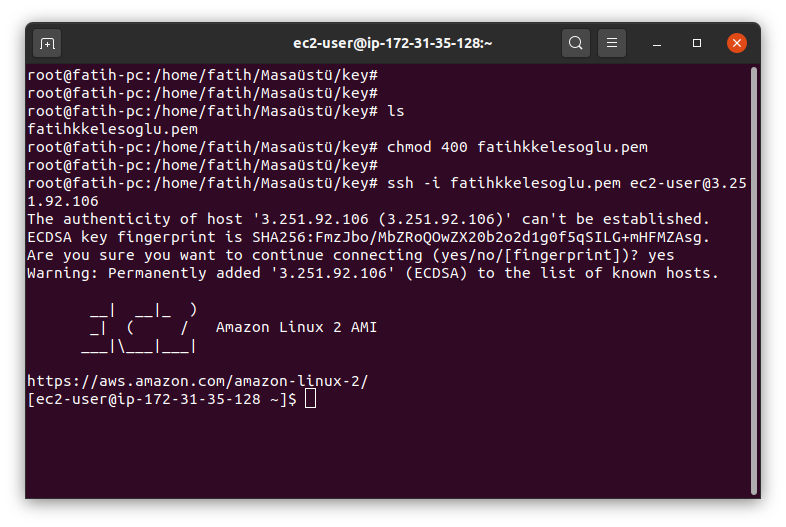 ec2-user@ip-172-31-35-128:~
root@fatih-pc:/home/fatih/Masaüstü/key#
root@fatih-pc:/home/fatih/Masaüstü/key#
root@fatih-pc:/home/fatih/Masaüstü/key# ls
fatihkkelesoglu.pem
root@fatih-pc:/home/fatih/Masaüstü/key# chmod 400 fatihkkelesoglu.pem
root@fatih-pc:/home/fatih/Masaüstü/key#
root@fatih-pc:/home/fatih/Masaüstü/key# ssh -i fatihkkelesoglu.pem ec2-user@3.25
1.92.106
The authenticity of host '3.251.92.106 (3.251.92.106)' can't be established.
ECDSA key fingerprint is SHA256:FmzJbo/MbZRoQOwZX20b2o2d1g0f5qSILG+mHFMZAsg.
Are you sure you want to continue connecting (yes/no/[fingerprint])? yes
Warning: Permanently added '3.251.92.106' (ECDSA) to the list of known hosts.

       __|  __|_  )
       _|  (     /   Amazon Linux 2 AMI
      ___|\___|___|

https://aws.amazon.com/amazon-linux-2/
[ec2-user@ip-172-31-35-128 ~]$